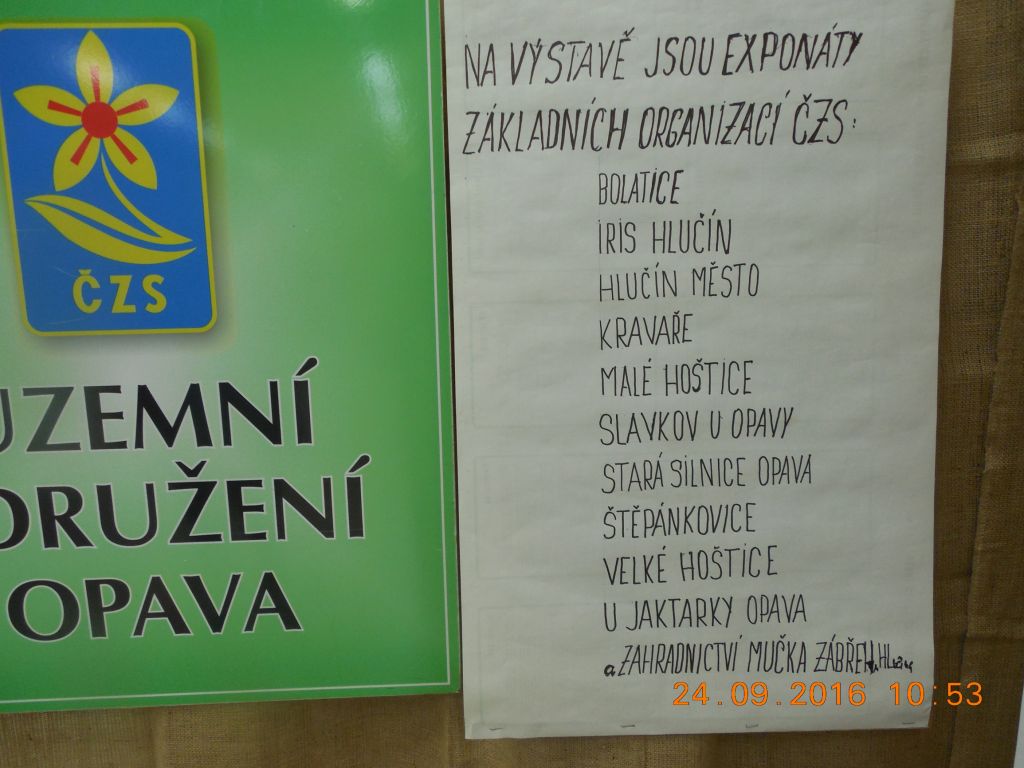 ČZS
UZEMNÍ
DRUŽENÍ
OPAVA
NA VÝSTAVĚ JSOU EXPONÁTY
ZÁKLADNÍCH ORGANIZACÍ ČZS:
BOLATICE
IRIS HLUČÍN
HLUČÍN MĚSTO
KRAVAŘE
MALÉ HOŠTICE
SLAVKOV U OPAVY
STARÁ SILNICE OPAVA
ŠTĚPÁNKOVICE
VELKÉ HOŠTICE
U JAKTARKY OPAVA
a ZAHRADNICTVÍ MUČKA ZÁBŘEH
24.09.2016 10:53